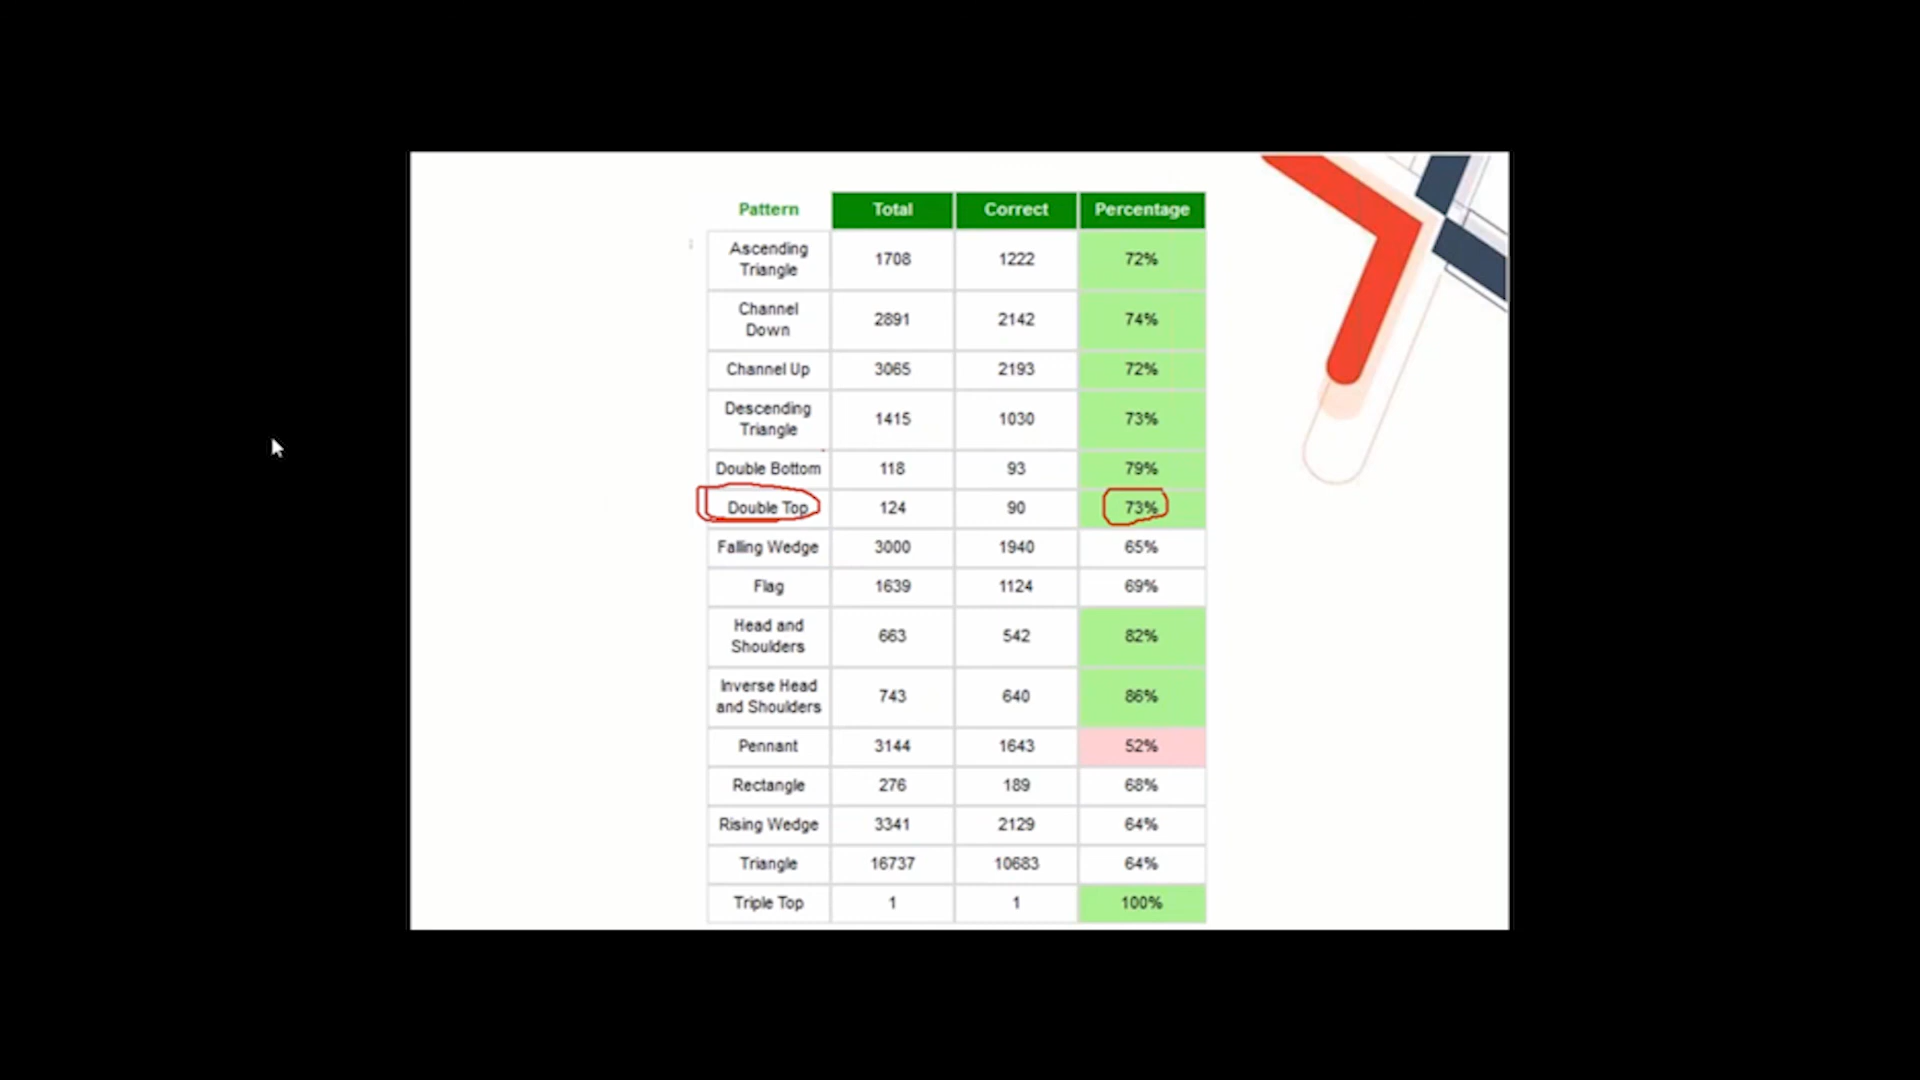 Pattern Total Correct Percentage
Ascending Triangle 1708 1222 72%
Channel Down 2891 2142 74%
Channel Up 3065 2193 72%
Descending Triangle 1415 1030 73%
Double Bottom 118 93 79%
Double Top 124 90 73%
Falling Wedge 3000 1940 65%
Flag 1639 1124 69%
Head and Shoulders 663 542 82%
Inverse Head and Shoulders 743 640 86%
Pennant 3144 1643 52%
Rectangle 276 189 68%
Rising Wedge 3341 2129 64%
Triangle 16737 10683 64%
Triple Top 1 1 100%